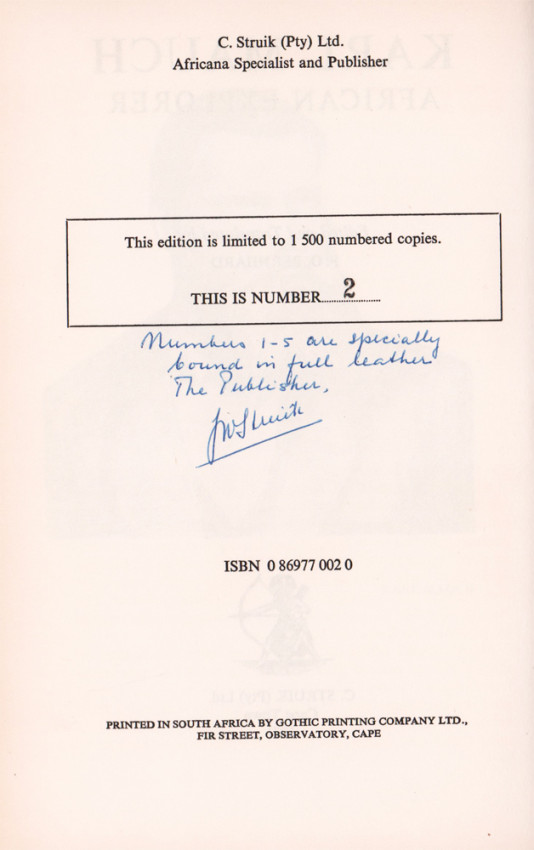 C. Struik (Pty) Ltd.
Africana Specialist and Publisher
This edition is limited to 1 500 numbered copies.
THIS IS NUMBER 2
Numbers 1-5 are specially
bound in full leather
The Publisher,
ISBN 0 86977 002 0
PRINTED IN SOUTH AFRICA BY GOTHIC PRINTING COMPANY LTD.,
FIR STREET, OBSERVATORY, CAPE